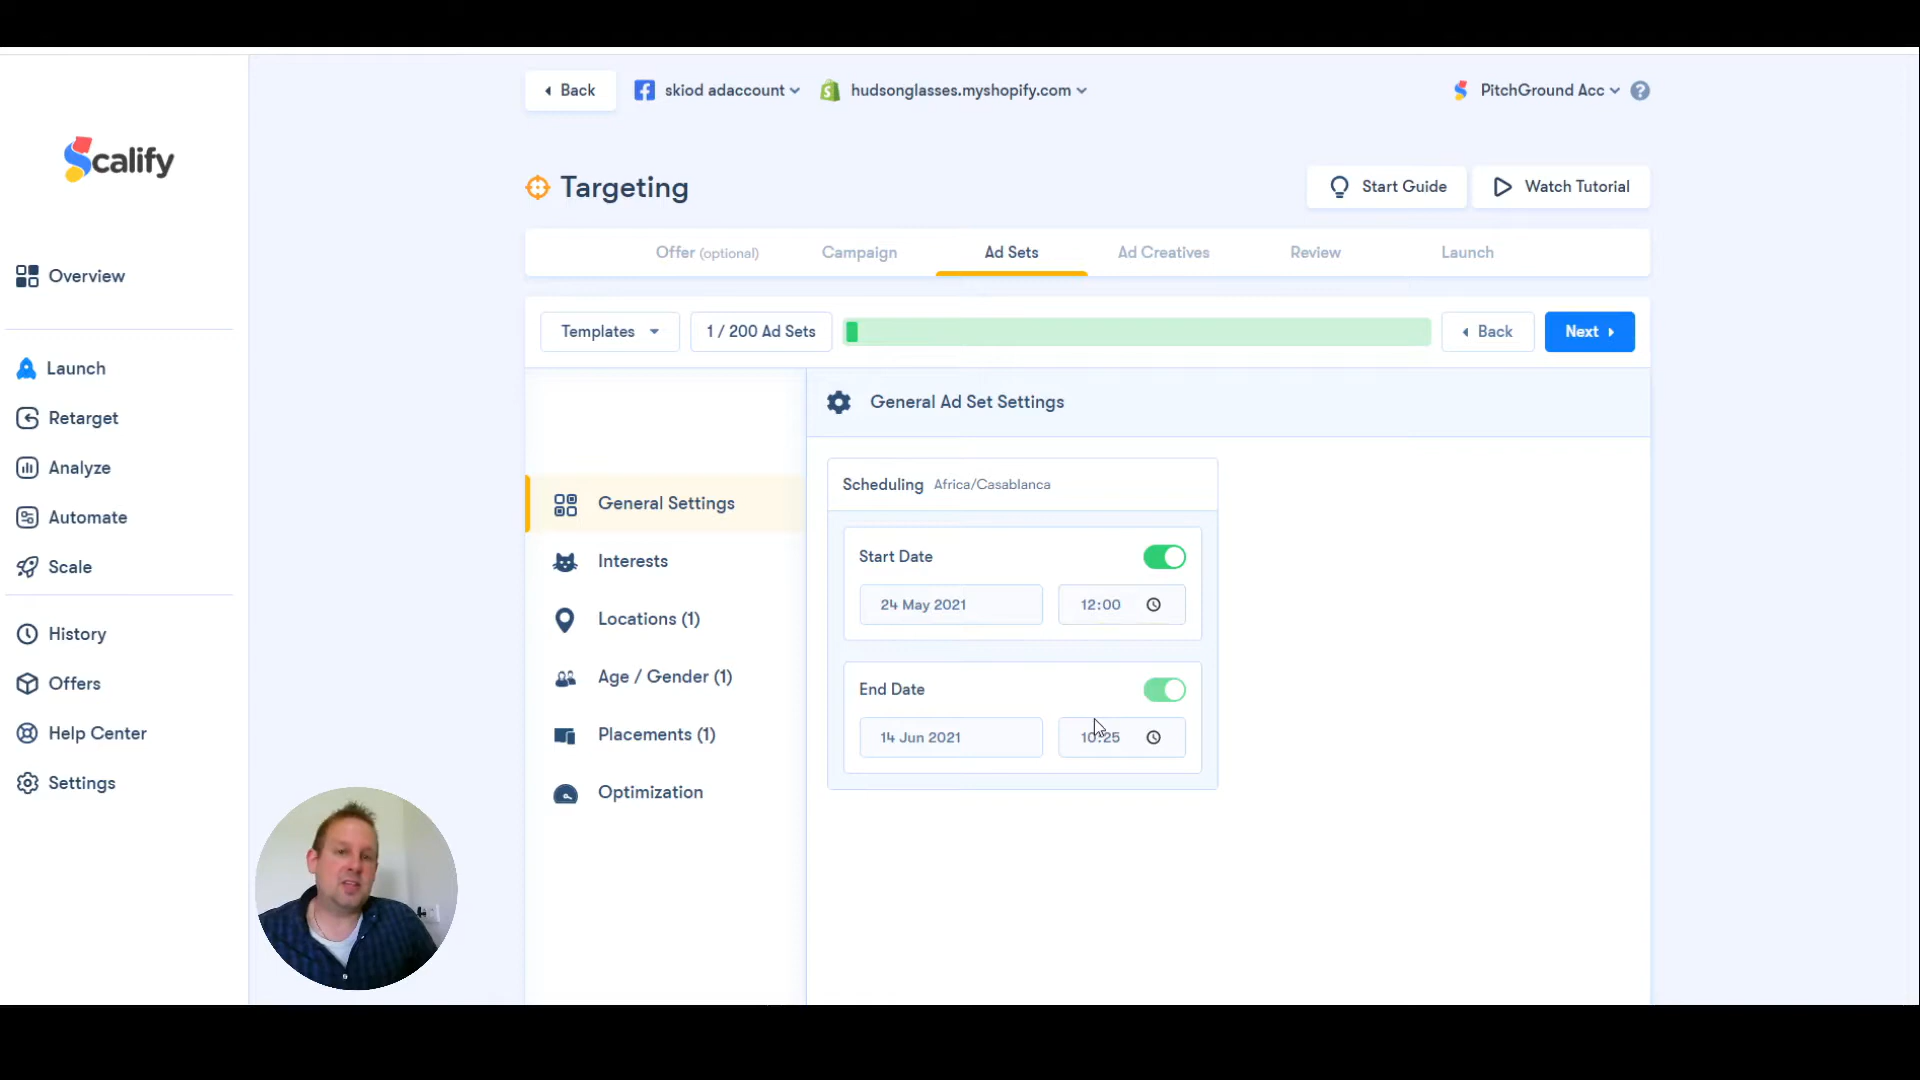 Back
skiod adaccount
hudsonglasses.myshopify.com
PitchGround Acc
?
Scalify
Targeting
Start Guide
Watch Tutorial
Offer (optional)
Campaign
Ad Sets
Ad Creatives
Review
Launch
Templates
1 / 200 Ad Sets
Back
Next
Overview
Launch
Retarget
Analyze
Automate
Scale
History
Offers
Help Center
Settings
General Settings
Interests
Locations (1)
Age / Gender (1)
Placements (1)
Optimization
General Ad Set Settings
Scheduling Africa/Casablanca
Start Date
24 May 2021
12:00
End Date
14 Jun 2021
10:25